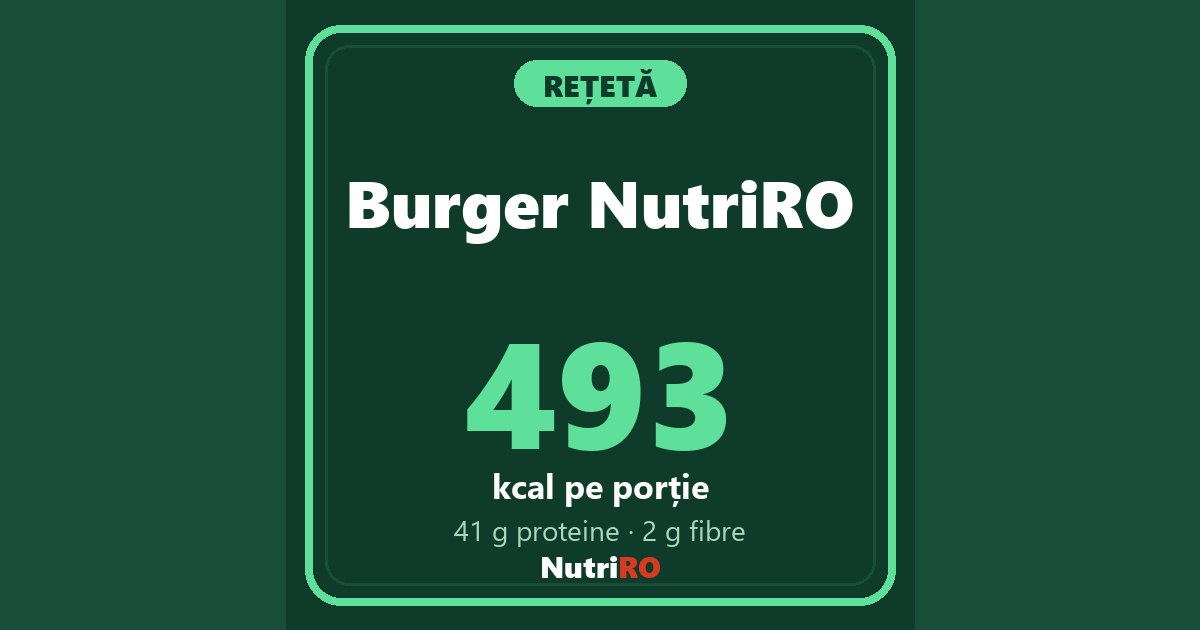 REȚETĂ
Burger NutriRO
493
kcal pe porție
41 g proteine · 2 g fibre
NutriRO